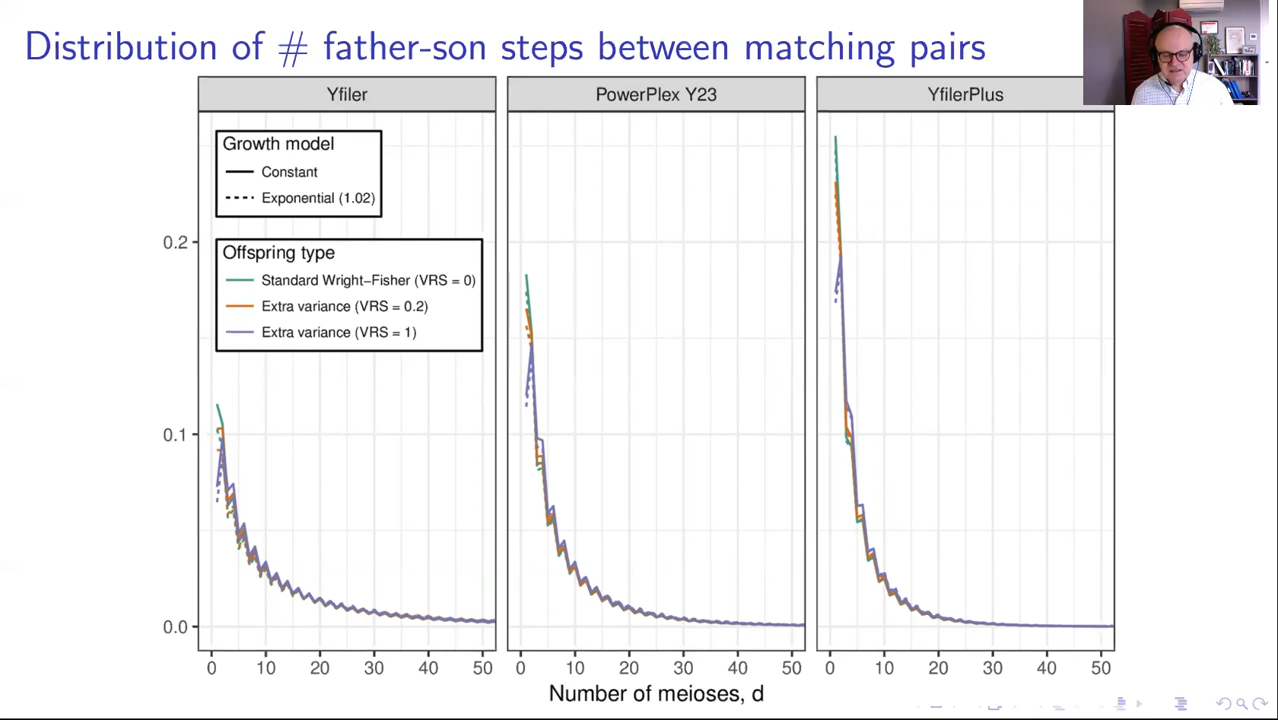 Distribution of # father-son steps between matching pairs
Yfiler
PowerPlex Y23
YfilerPlus
Growth model
Constant
Exponential (1.02)
Offspring type
Standard Wright−Fisher (VRS = 0)
Extra variance (VRS = 0.2)
Extra variance (VRS = 1)
0.2
0.1
0.0
0 10 20 30 40 50
0 10 20 30 40 50
0 10 20 30 40 50
Number of meioses, d